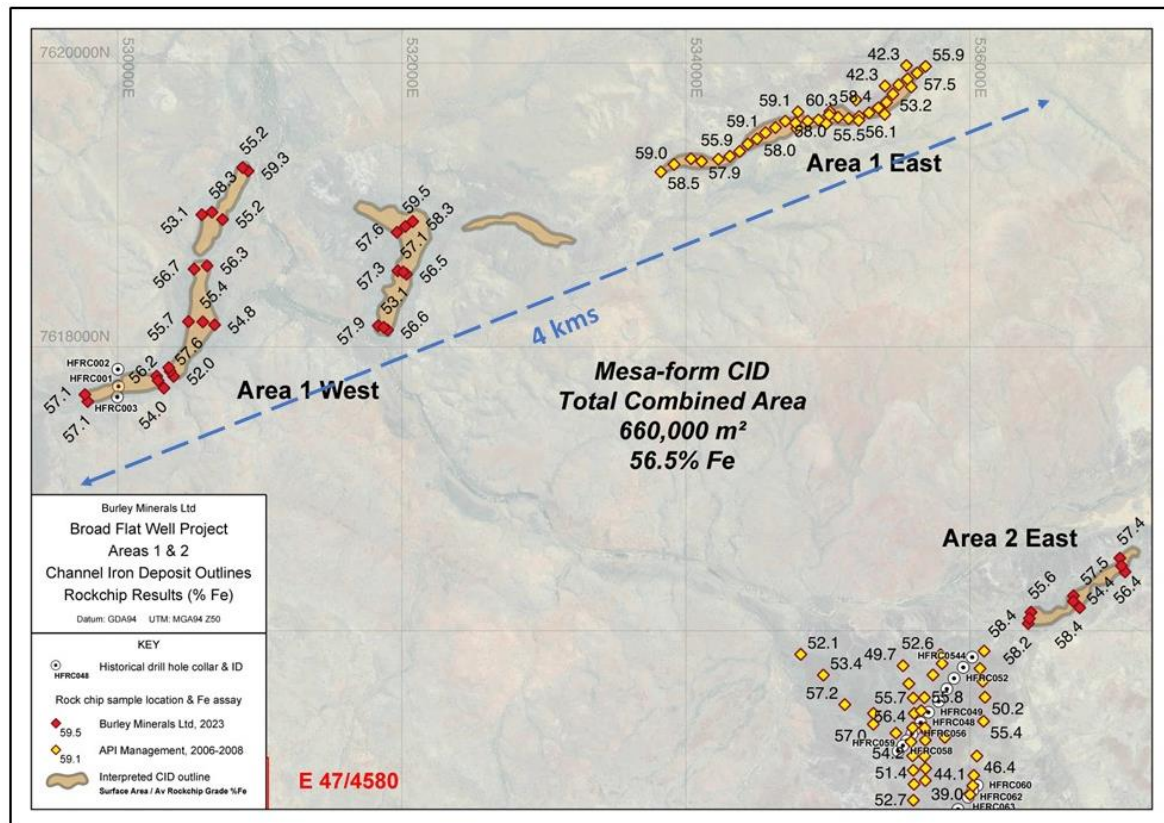 7620000N
530000E
532000E
534000E
536000E
42.3
55.9
42.3
57.5
59.1
60.3
58.4
53.2
59.1
58.0
55.5
56.1
55.9
58.0
59.0
57.9
58.5
Area 1 East
55.2
59.3
58.3
53.1
55.2
56.7
56.3
55.4
55.7
54.8
59.5
57.6
58.3
57.1
57.3
56.5
53.1
57.9
56.6
7618000N
4 kms
HFRC002
HFRC001
HFRC003
56.2
57.6
52.0
57.1
57.1
54.0
Area 1 West
Mesa-form CID
Total Combined Area
660,000 m²
56.5% Fe
Area 2 East
57.4
57.5
54.4
56.4
55.6
58.4
58.2
58.4
52.1
52.6
49.7
HFRC0544
53.4
HFRC052
57.2
55.7
55.8
50.2
56.4
HFRC049
HFRC048
57.0
HFRC056
55.4
HFRC059
HFRC058
54.2
51.4
44.1
46.4
HFRC060
39.0
HFRC062
52.7
HFRC063
Burley Minerals Ltd
Broad Flat Well Project
Areas 1 & 2
Channel Iron Deposit Outlines
Rockchip Results (% Fe)
Datum: GDA94 UTM: MGA94 Z50
KEY
HFRC048
Historical drill hole collar & ID
Rock chip sample location & Fe assay
59.5
Burley Minerals Ltd, 2023
59.1
API Management, 2006-2008
Interpreted CID outline
Surface Area / Av Rockchip Grade %Fe
E 47/4580